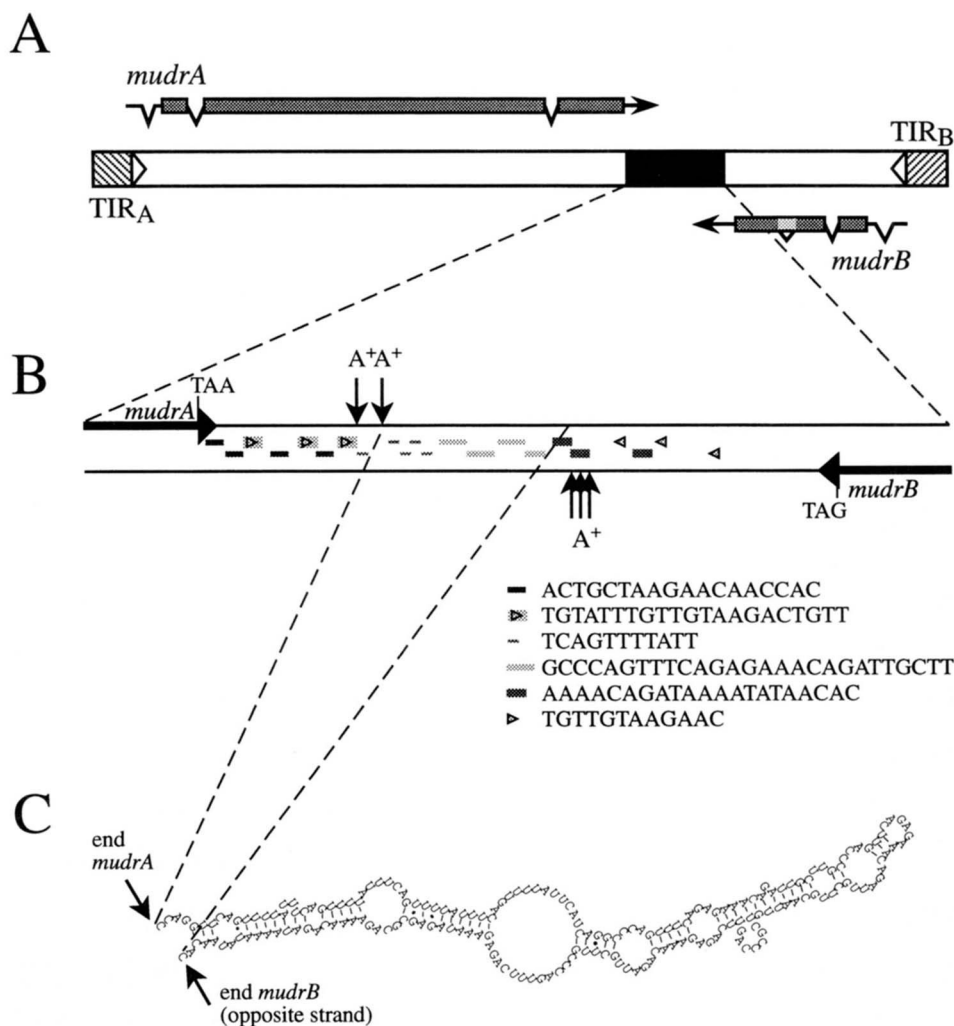 A
mudrA
TIRB
TIRA
mudrB
B
A+ A+
TAA
mudrA
mudrB
TAG
A+
ACTGCTAAGAACAACCAC
TGTATTTGTTGTAAGACTGTT
TCAGTTTTATT
GCCCAGTTTCAGAGAAACAGATTGCTT
AAAACAGATAAAATATAACAC
TGTTGTAAGAAC
C
end
mudrA
end mudrB
(opposite strand)